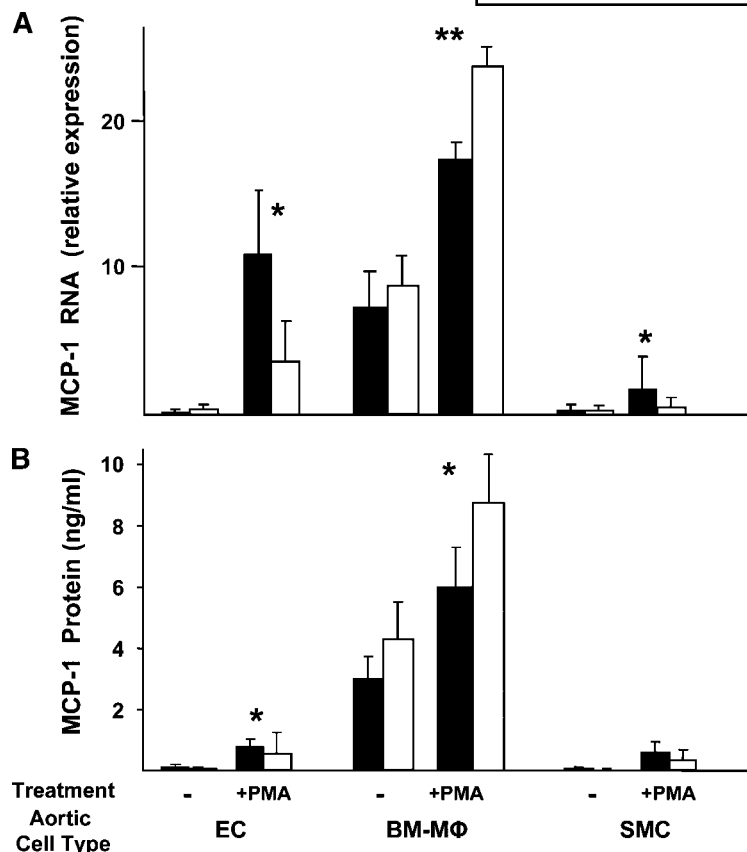 A
MCP-1 RNA (relative expression)
20
10
*
**
*
B
MCP-1 Protein (ng/ml)
10
8
6
4
2
*
*
Treatment - +PMA - +PMA - +PMA
Aortic
Cell Type EC BM-MΦ SMC